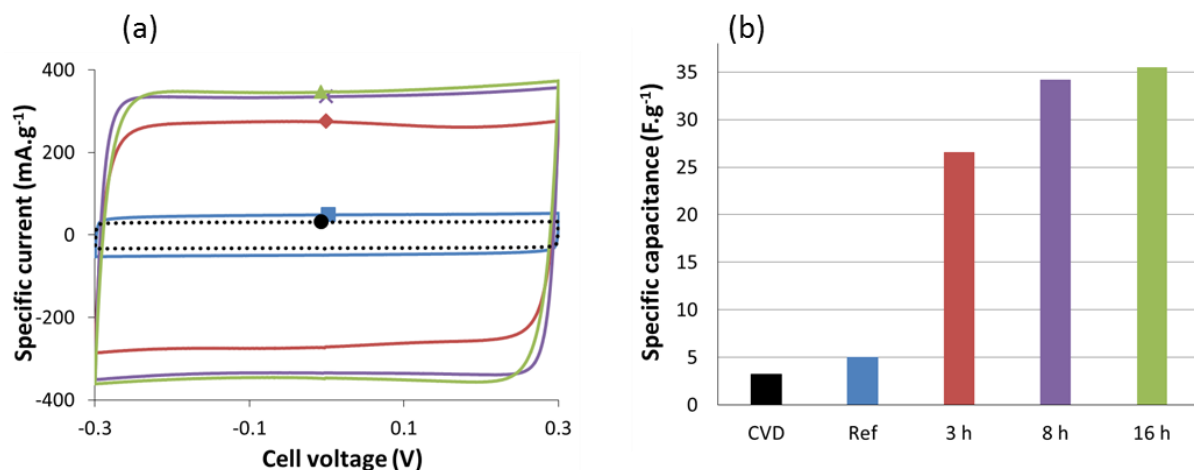 (a)
Specific current (mA.g⁻¹)
400
200
0
-200
-400
-0.3 -0.1 0.1 0.3
Cell voltage (V)
(b)
Specific capacitance (F.g⁻¹)
35
30
25
20
15
10
5
0
CVD Ref 3 h 8 h 16 h